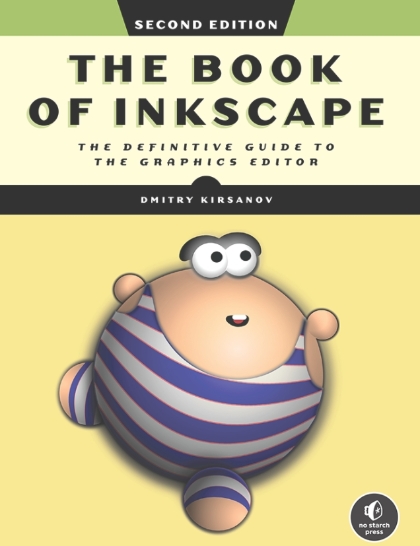 SECOND EDITION
THE BOOK
OF INKSCAPE
THE DEFINITIVE GUIDE TO
THE GRAPHICS EDITOR
DMITRY KIRSANOV
no starch
press